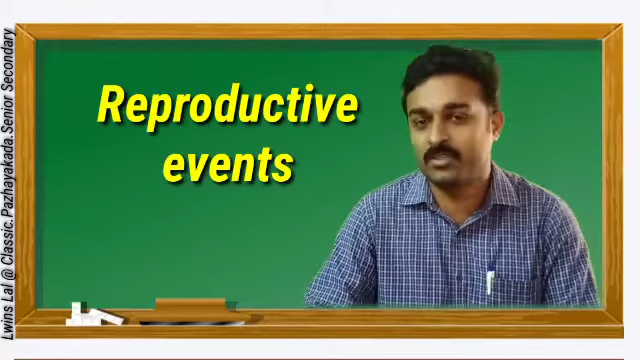 Reproductive
events
Lwins Lal @ Classic.Pazhayakada.Senior Secondary